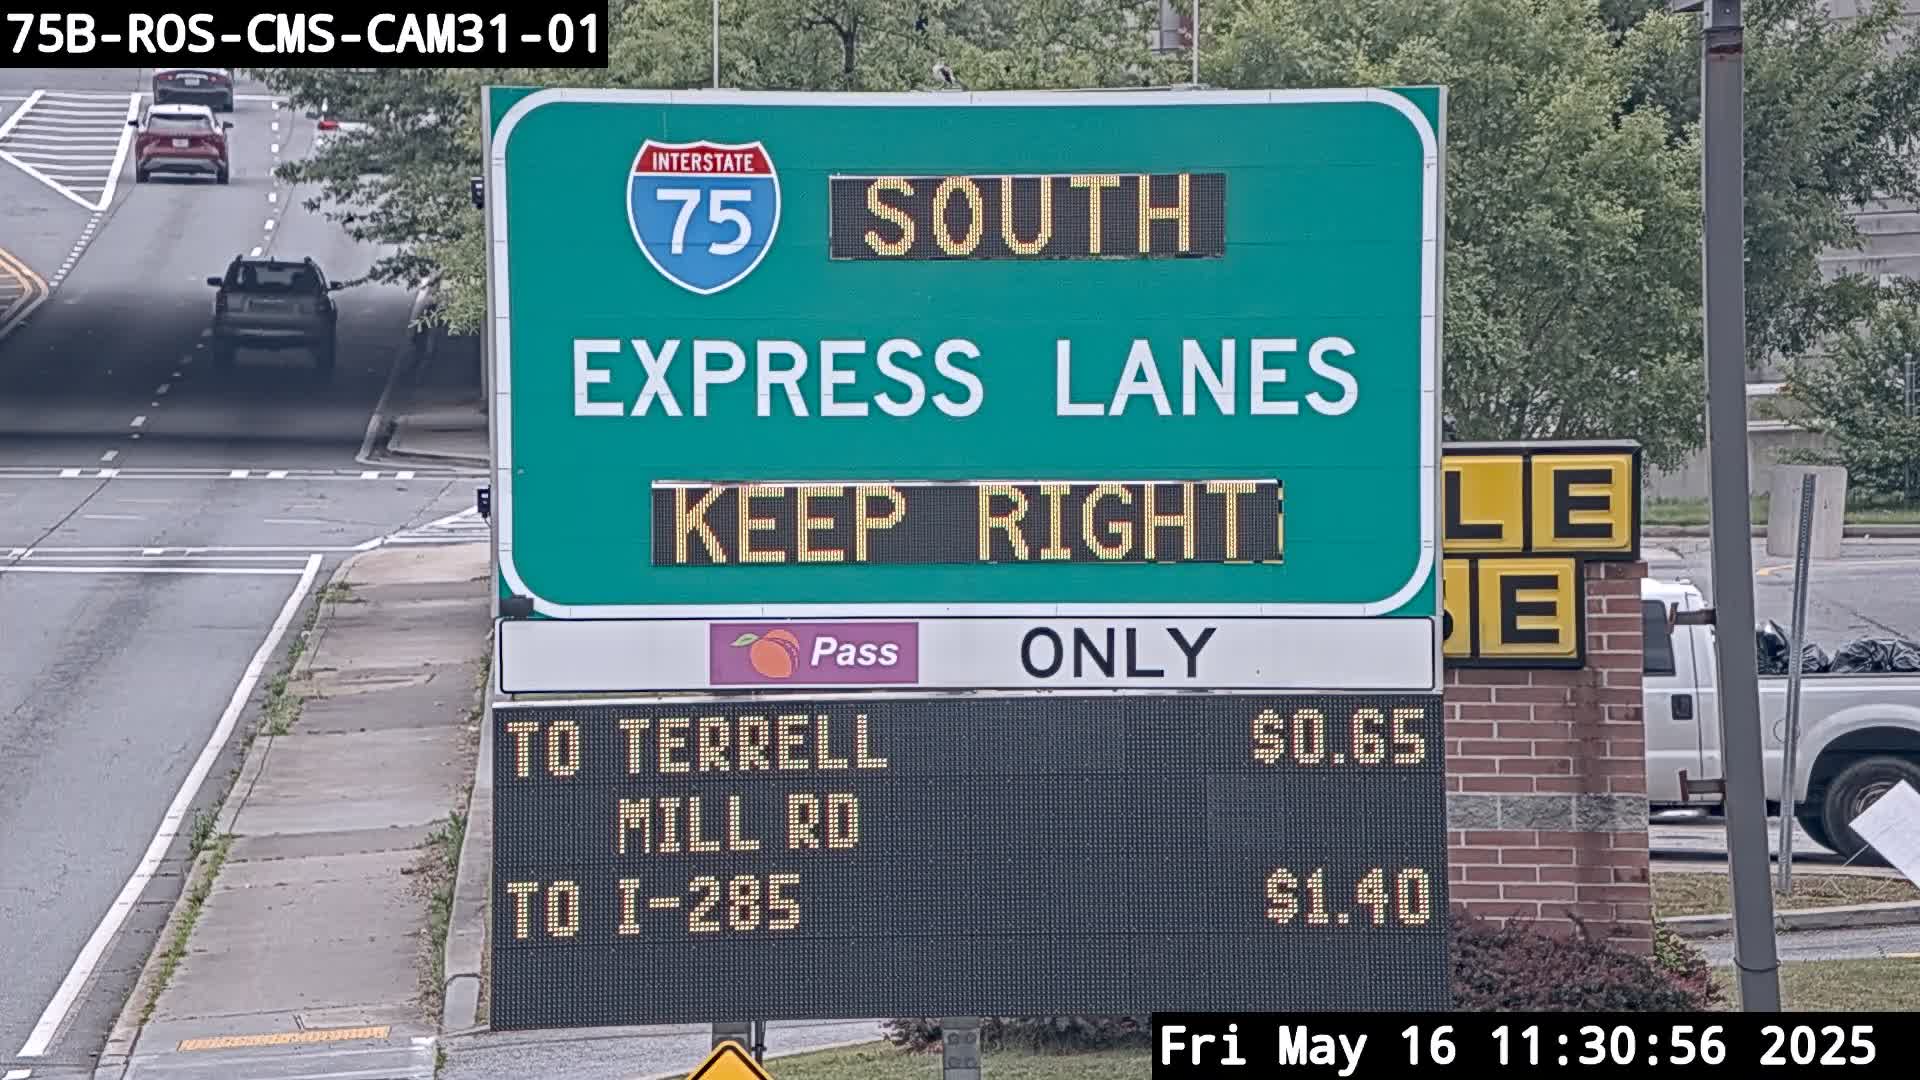 75B-ROS-CMS-CAM31-01
INTERSTATE
75
SOUTH
EXPRESS LANES
KEEP RIGHT
LE
E
Pass ONLY
TO TERRELL $0.65
MILL RD
TO I-285 $1.40
Fri May 16 11:30:56 2025